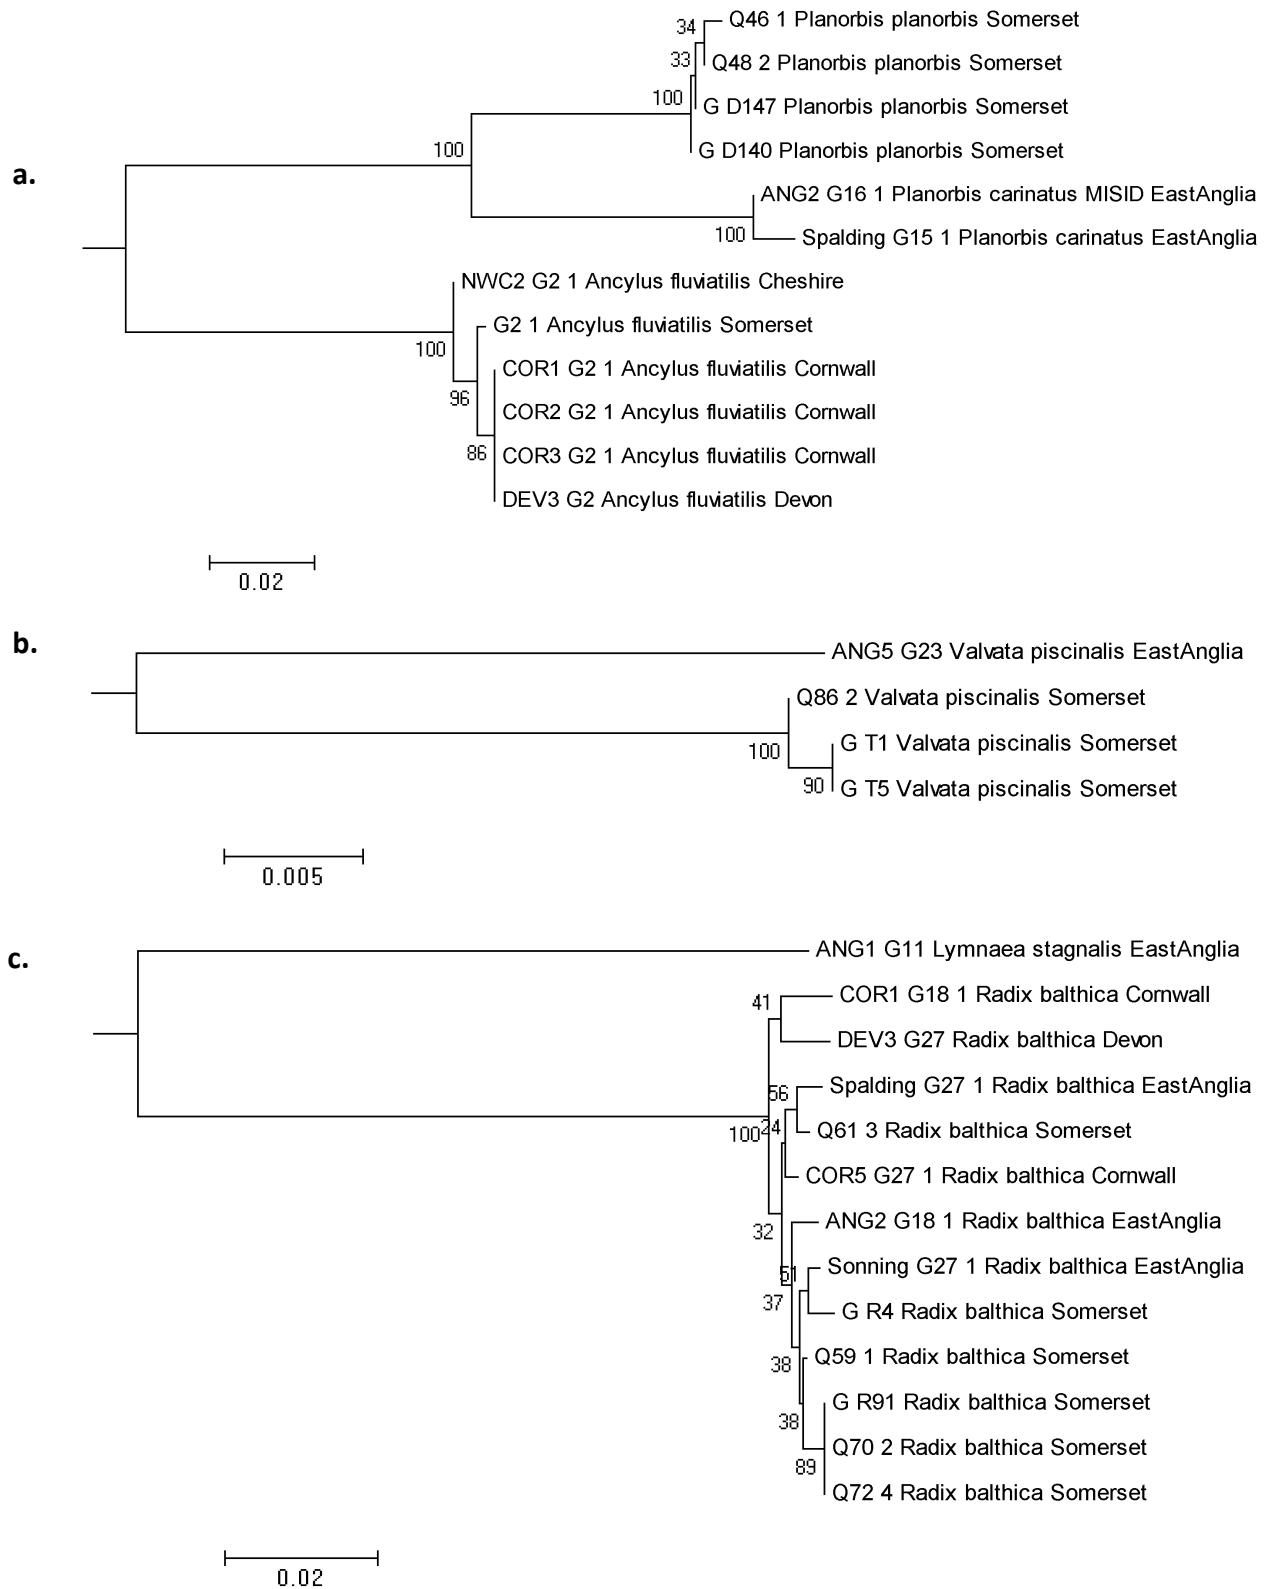 34
Q46 1 Planorbis planorbis Somerset
33
Q48 2 Planorbis planorbis Somerset
100
G D147 Planorbis planorbis Somerset
100
G D140 Planorbis planorbis Somerset
a.
ANG2 G16 1 Planorbis carinatus MISID EastAnglia
100
Spalding G15 1 Planorbis carinatus EastAnglia
NWC2 G2 1 Ancylus fluviatilis Cheshire
G2 1 Ancylus fluviatilis Somerset
100
COR1 G2 1 Ancylus fluviatilis Cornwall
96
COR2 G2 1 Ancylus fluviatilis Cornwall
86
COR3 G2 1 Ancylus fluviatilis Cornwall
DEV3 G2 Ancylus fluviatilis Devon
0.02
b.
ANG5 G23 Valvata piscinalis EastAnglia
Q86 2 Valvata piscinalis Somerset
100
G T1 Valvata piscinalis Somerset
90
G T5 Valvata piscinalis Somerset
0.005
c.
ANG1 G11 Lymnaea stagnalis EastAnglia
41
COR1 G18 1 Radix balthica Cornwall
DEV3 G27 Radix balthica Devon
56
Spalding G27 1 Radix balthica EastAnglia
100
24
Q61 3 Radix balthica Somerset
COR5 G27 1 Radix balthica Cornwall
32
ANG2 G18 1 Radix balthica EastAnglia
51
Sonning G27 1 Radix balthica EastAnglia
37
G R4 Radix balthica Somerset
38
Q59 1 Radix balthica Somerset
38
G R91 Radix balthica Somerset
Q70 2 Radix balthica Somerset
89
Q72 4 Radix balthica Somerset
0.02